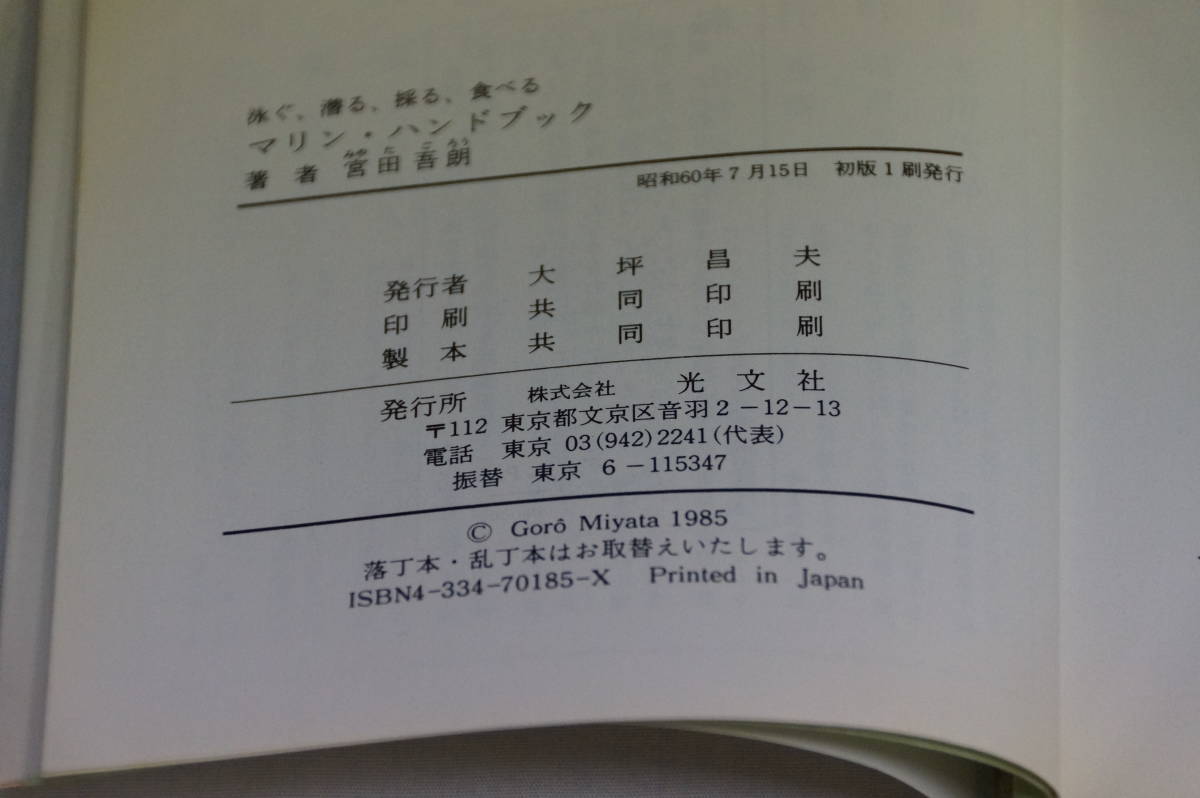 泳ぐ、潜る、採る、食べる
マリン・ハンドブック
みやたごろう
著者 宮田吾朗
昭和60年7月15日 初版1刷発行
発行者 大坪昌夫
印刷 共同印刷
製本 共同印刷
発行所 株式会社 光文社
〒112 東京都文京区音羽2-12-13
電話 東京 03(942)2241(代表)
振替 東京 6-115347
© Gorô Miyata 1985
落丁本・乱丁本はお取替えいたします。
ISBN4-334-70185-X Printed in Japan